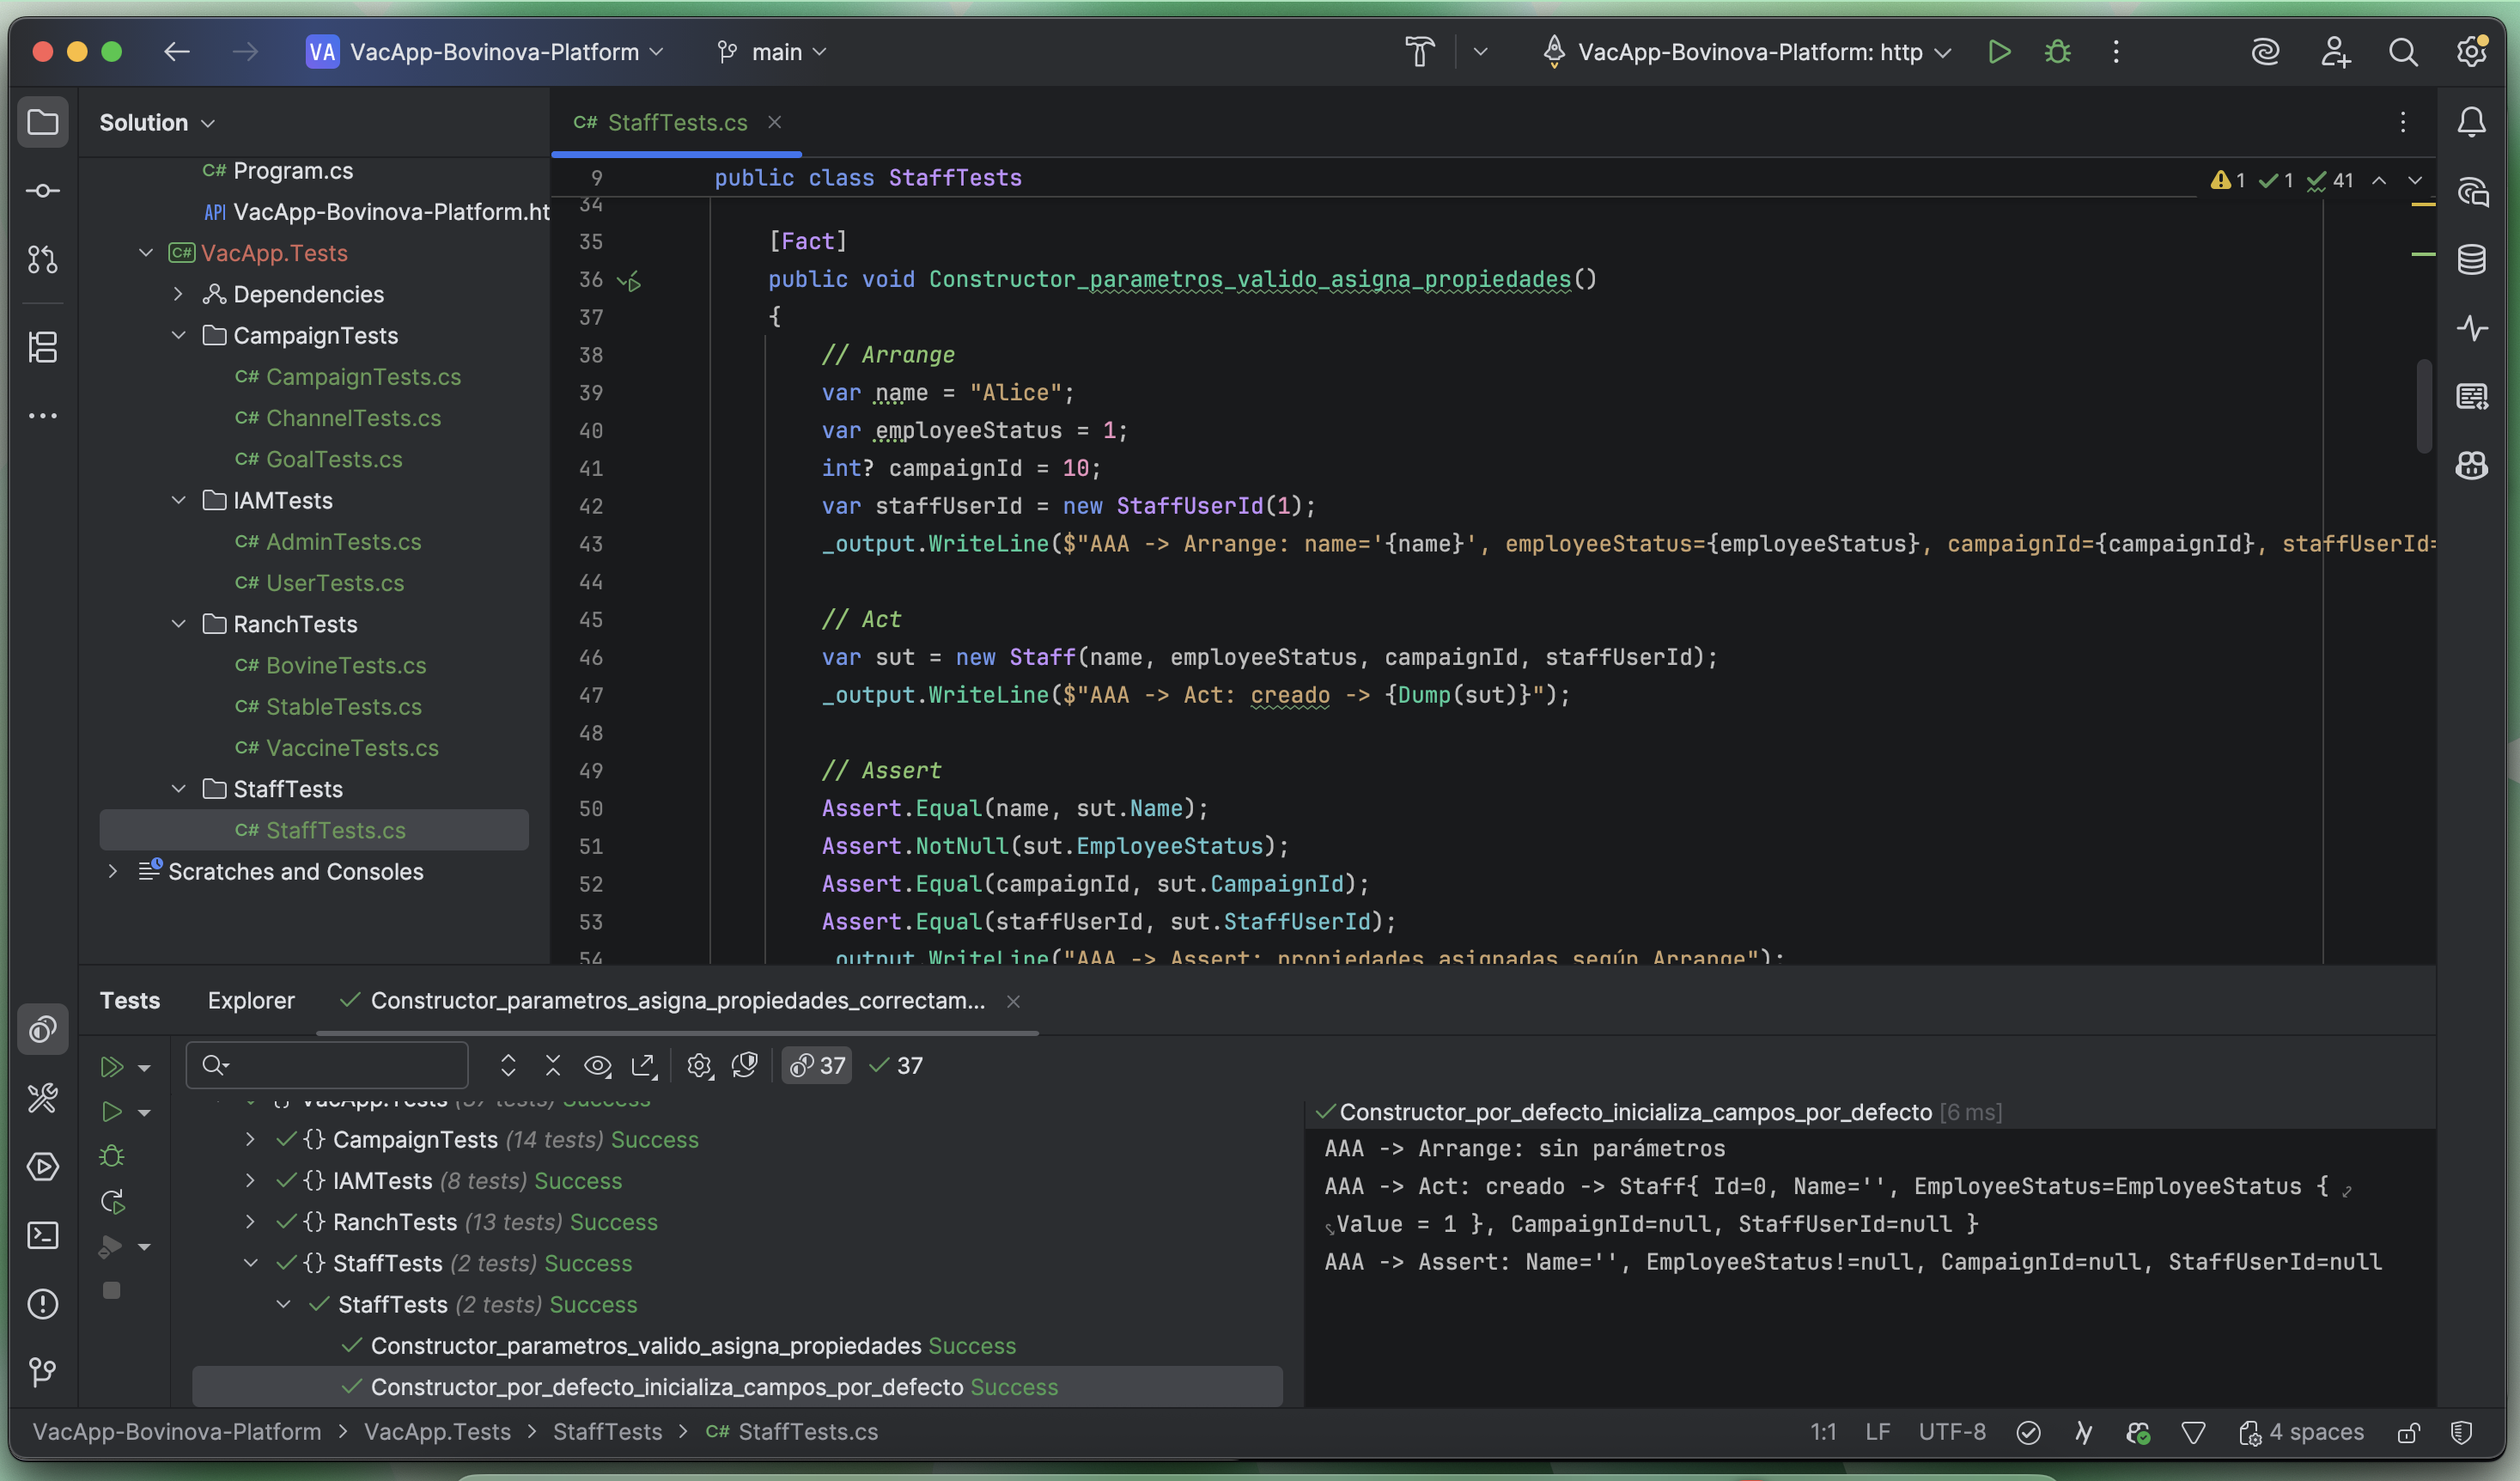 VA VacApp-Bovinova-Platform
main
VacApp-Bovinova-Platform: http
Solution
C# Program.cs
API VacApp-Bovinova-Platform.ht
C# VacApp.Tests
Dependencies
CampaignTests
C# CampaignTests.cs
C# ChannelTests.cs
C# GoalTests.cs
IAMTests
C# AdminTests.cs
C# UserTests.cs
RanchTests
C# BovineTests.cs
C# StableTests.cs
C# VaccineTests.cs
StaffTests
C# StaffTests.cs
Scratches and Consoles
C# StaffTests.cs
9 public class StaffTests
1 1 41
34
35 [Fact]
36 public void Constructor_parametros_valido_asigna_propiedades()
37 {
38 // Arrange
39 var name = "Alice";
40 var employeeStatus = 1;
41 int? campaignId = 10;
42 var staffUserId = new StaffUserId(1);
43 _output.WriteLine($"AAA -> Arrange: name='{name}', employeeStatus={employeeStatus}, campaignId={campaignId}, staffUserId=
44
45 // Act
46 var sut = new Staff(name, employeeStatus, campaignId, staffUserId);
47 _output.WriteLine($"AAA -> Act: creado -> {Dump(sut)}");
48
49 // Assert
50 Assert.Equal(name, sut.Name);
51 Assert.NotNull(sut.EmployeeStatus);
52 Assert.Equal(campaignId, sut.CampaignId);
53 Assert.Equal(staffUserId, sut.StaffUserId);
54 _output.WriteLine("AAA -> Assert: propiedades asignadas según Arrange");
Tests
Explorer
Constructor_parametros_asigna_propiedades_correctam...
37 37
{} VacApp.Tests (37 tests) Success
{} CampaignTests (14 tests) Success
{} IAMTests (8 tests) Success
{} RanchTests (13 tests) Success
{} StaffTests (2 tests) Success
StaffTests (2 tests) Success
Constructor_parametros_valido_asigna_propiedades Success
Constructor_por_defecto_inicializa_campos_por_defecto Success
Constructor_por_defecto_inicializa_campos_por_defecto [6 ms]
AAA -> Arrange: sin parámetros
AAA -> Act: creado -> Staff{ Id=0, Name='', EmployeeStatus=EmployeeStatus {
Value = 1 }, CampaignId=null, StaffUserId=null }
AAA -> Assert: Name='', EmployeeStatus!=null, CampaignId=null, StaffUserId=null
VacApp-Bovinova-Platform > VacApp.Tests > StaffTests > C# StaffTests.cs
1:1 LF UTF-8 4 spaces